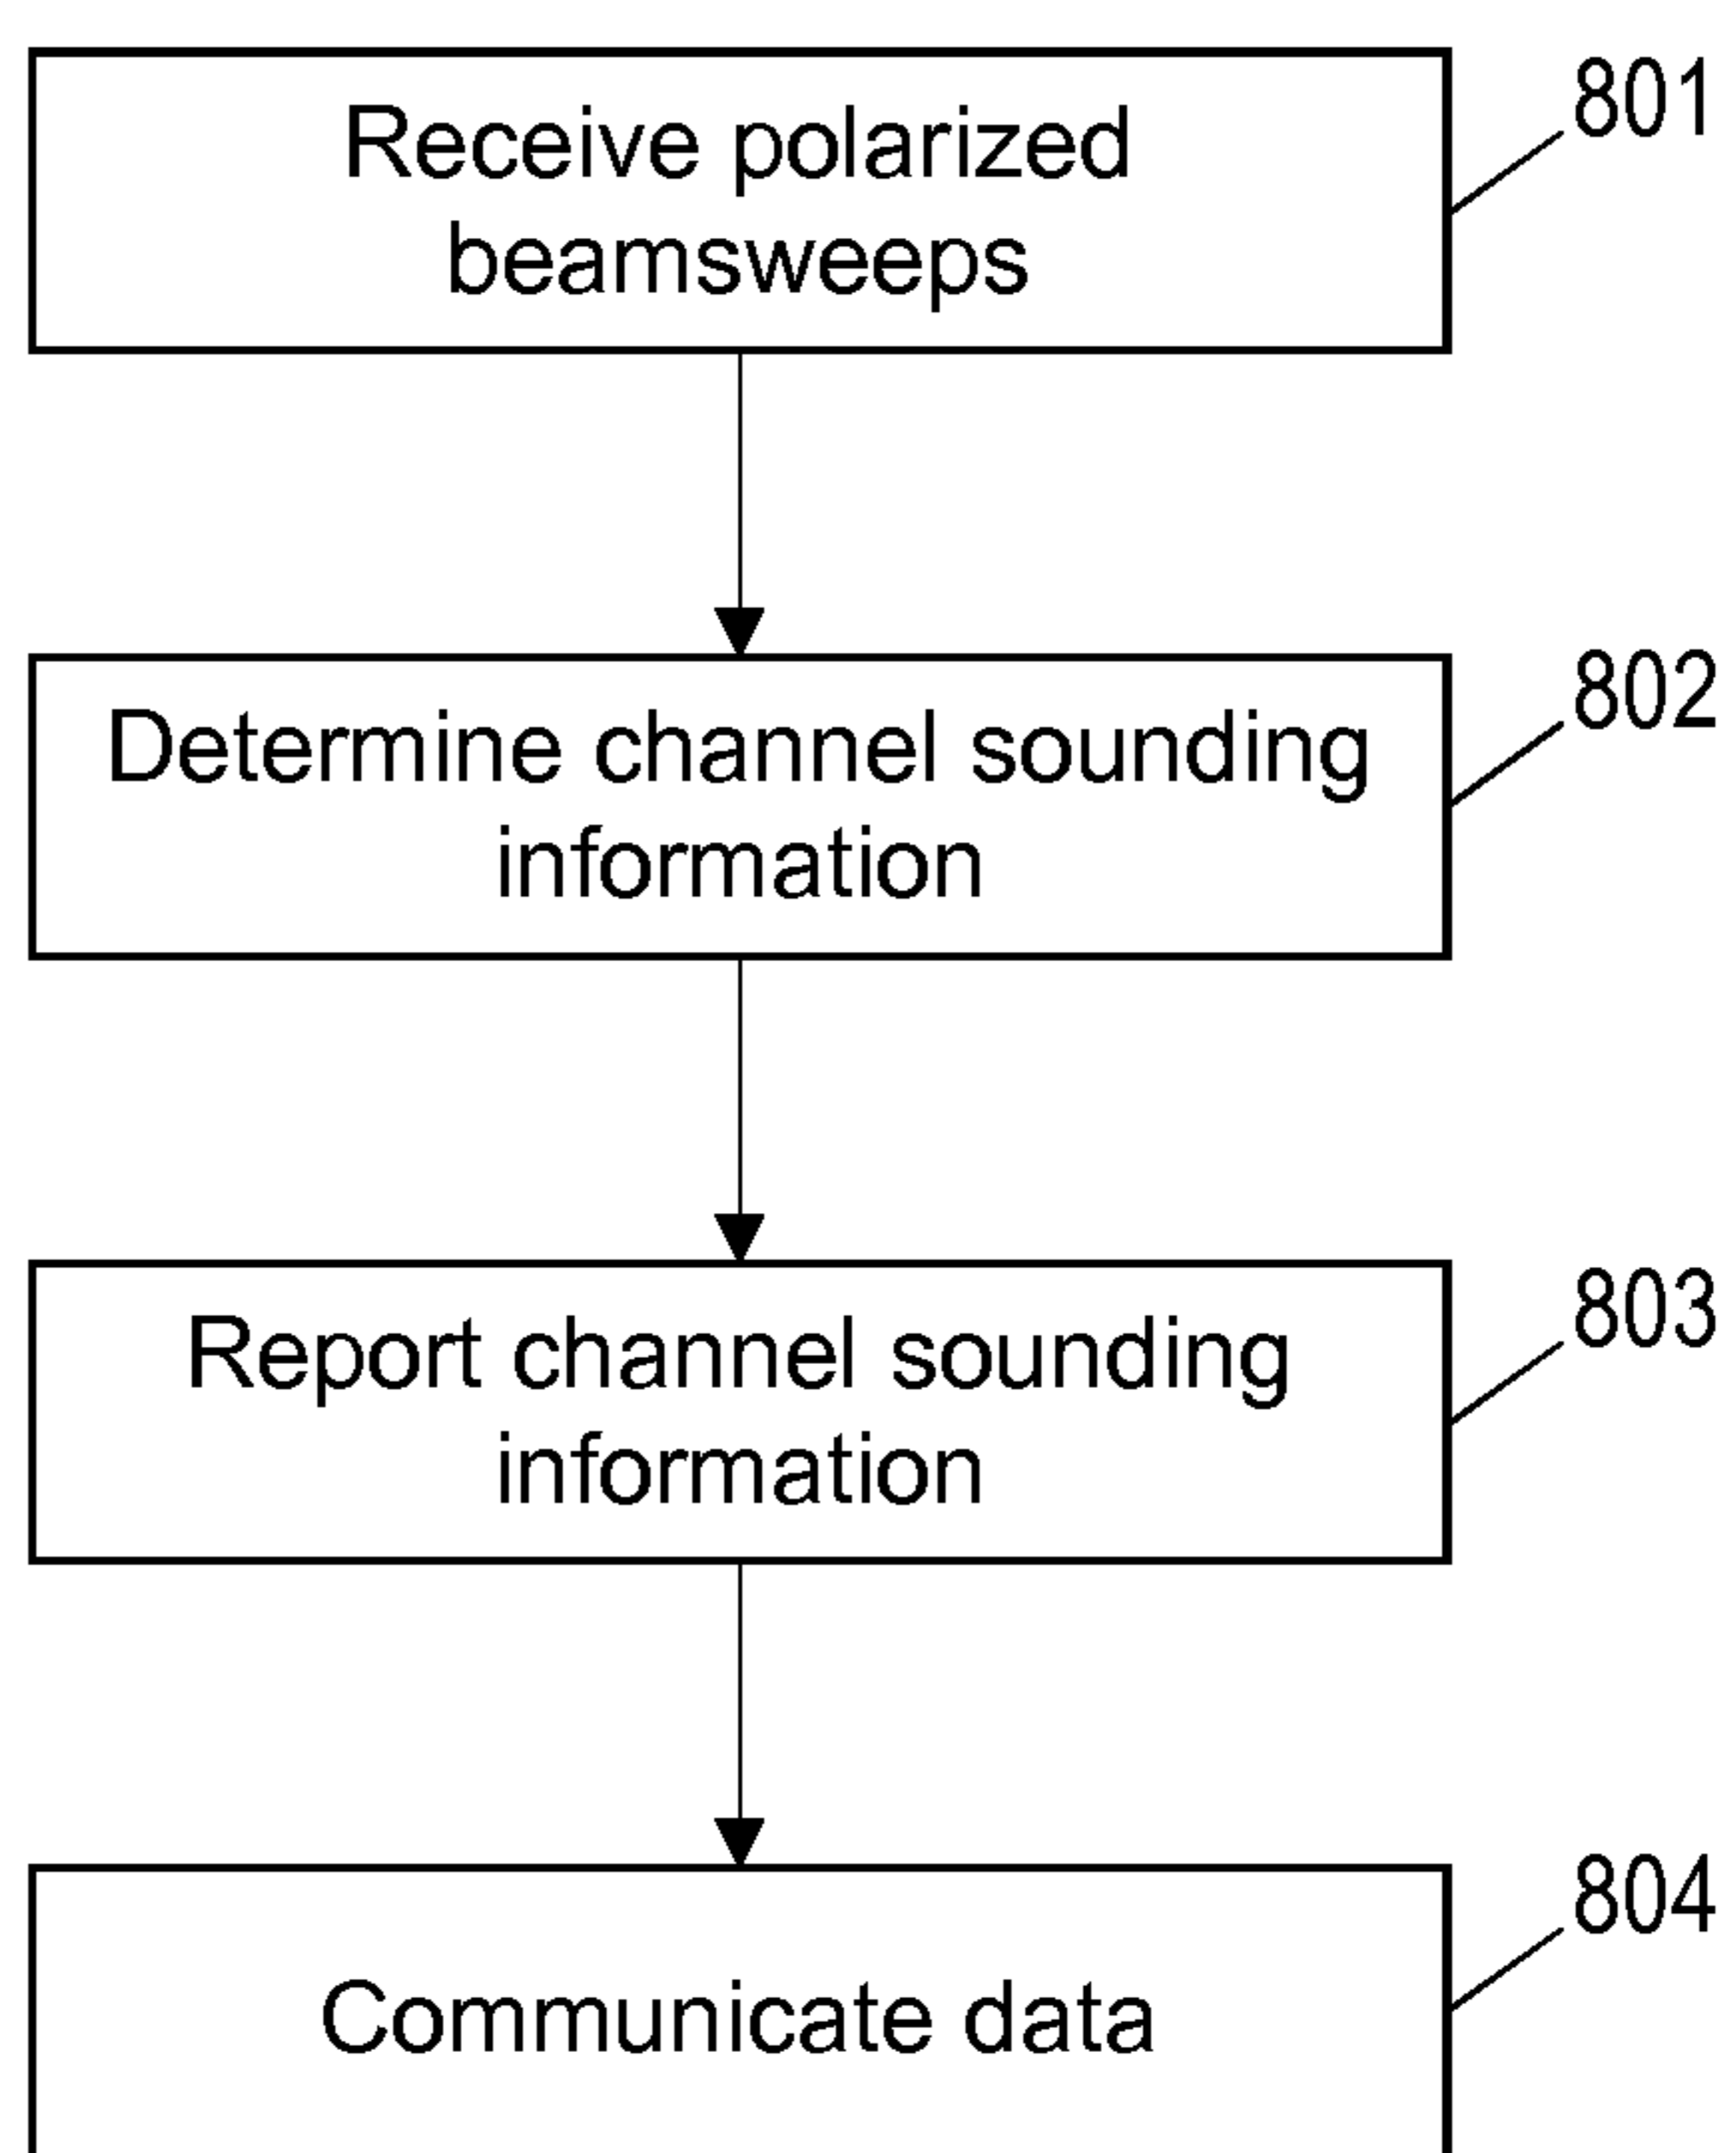 Receive polarized
beamsweeps
801
Determine channel sounding
information
802
Report channel sounding
information
803
Communicate data
804